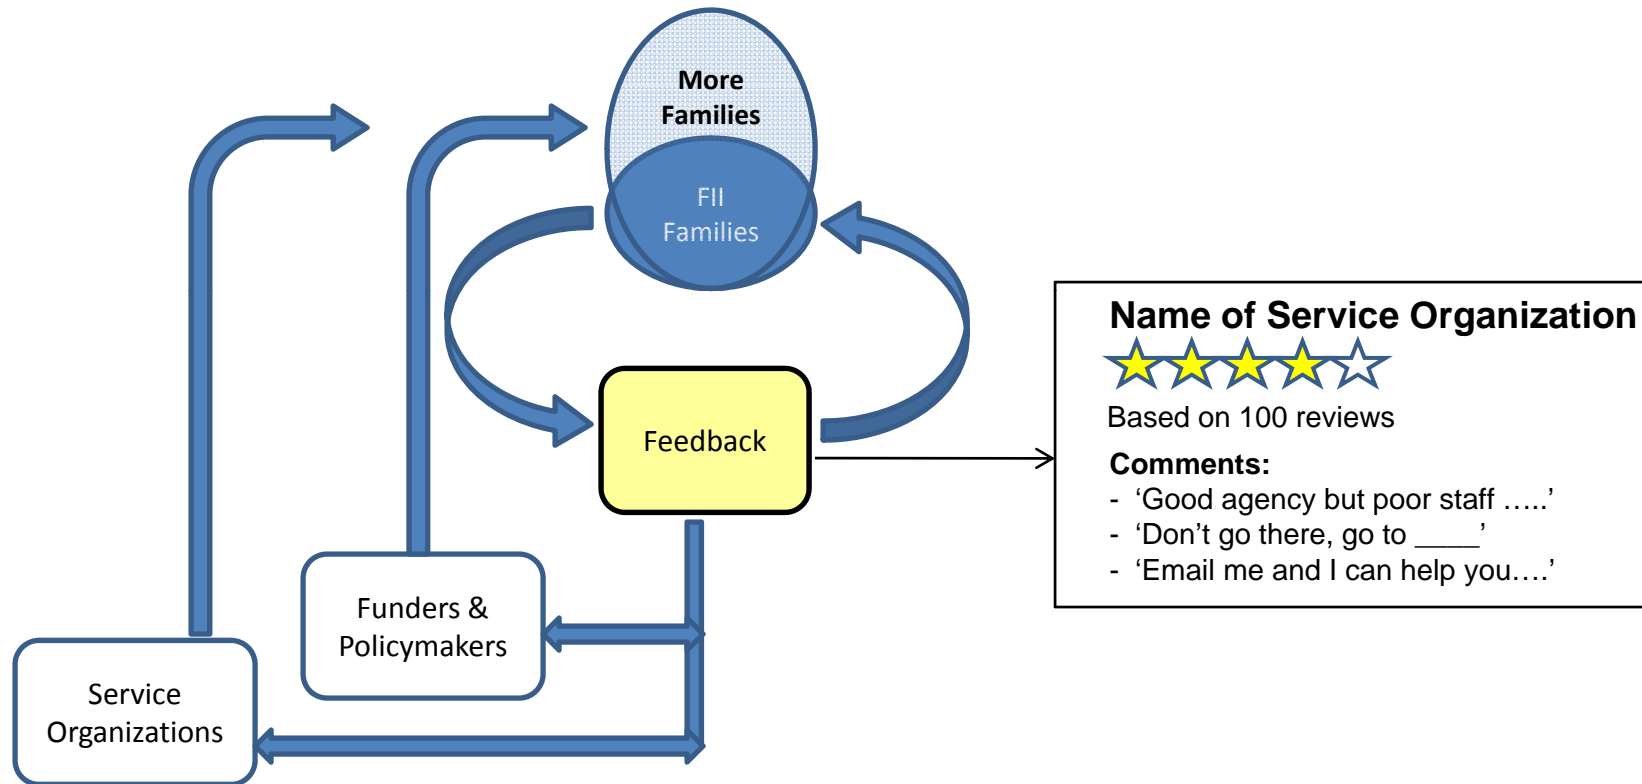 More
Families
FII
Families
Feedback
Funders &
Policymakers
Service
Organizations
Name of Service Organization
Based on 100 reviews
Comments:
- ‘Good agency but poor staff …..’
- ‘Don’t go there, go to ____’
- ‘Email me and I can help you….’